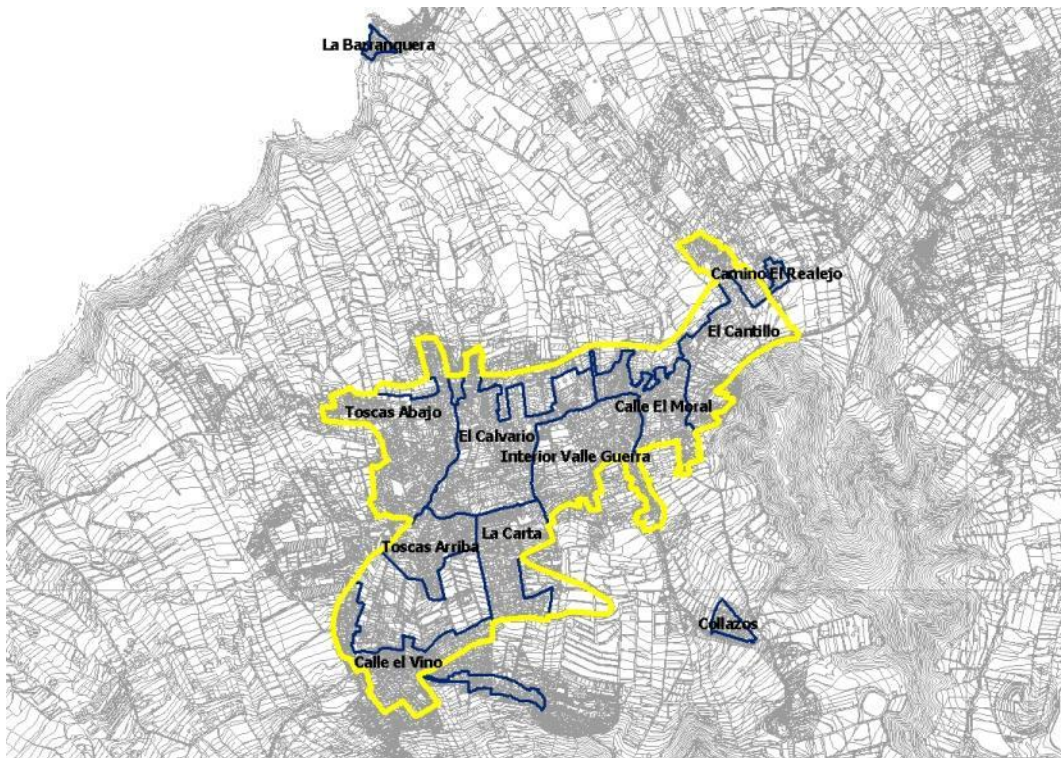 La Barranquera
Camino El Realejo
El Cantillo
Toscas Abajo
Calle El Moral
El Calvario
Interior Valle Guerra
La Carta
Toscas Arriba
Collazos
Calle el Vino